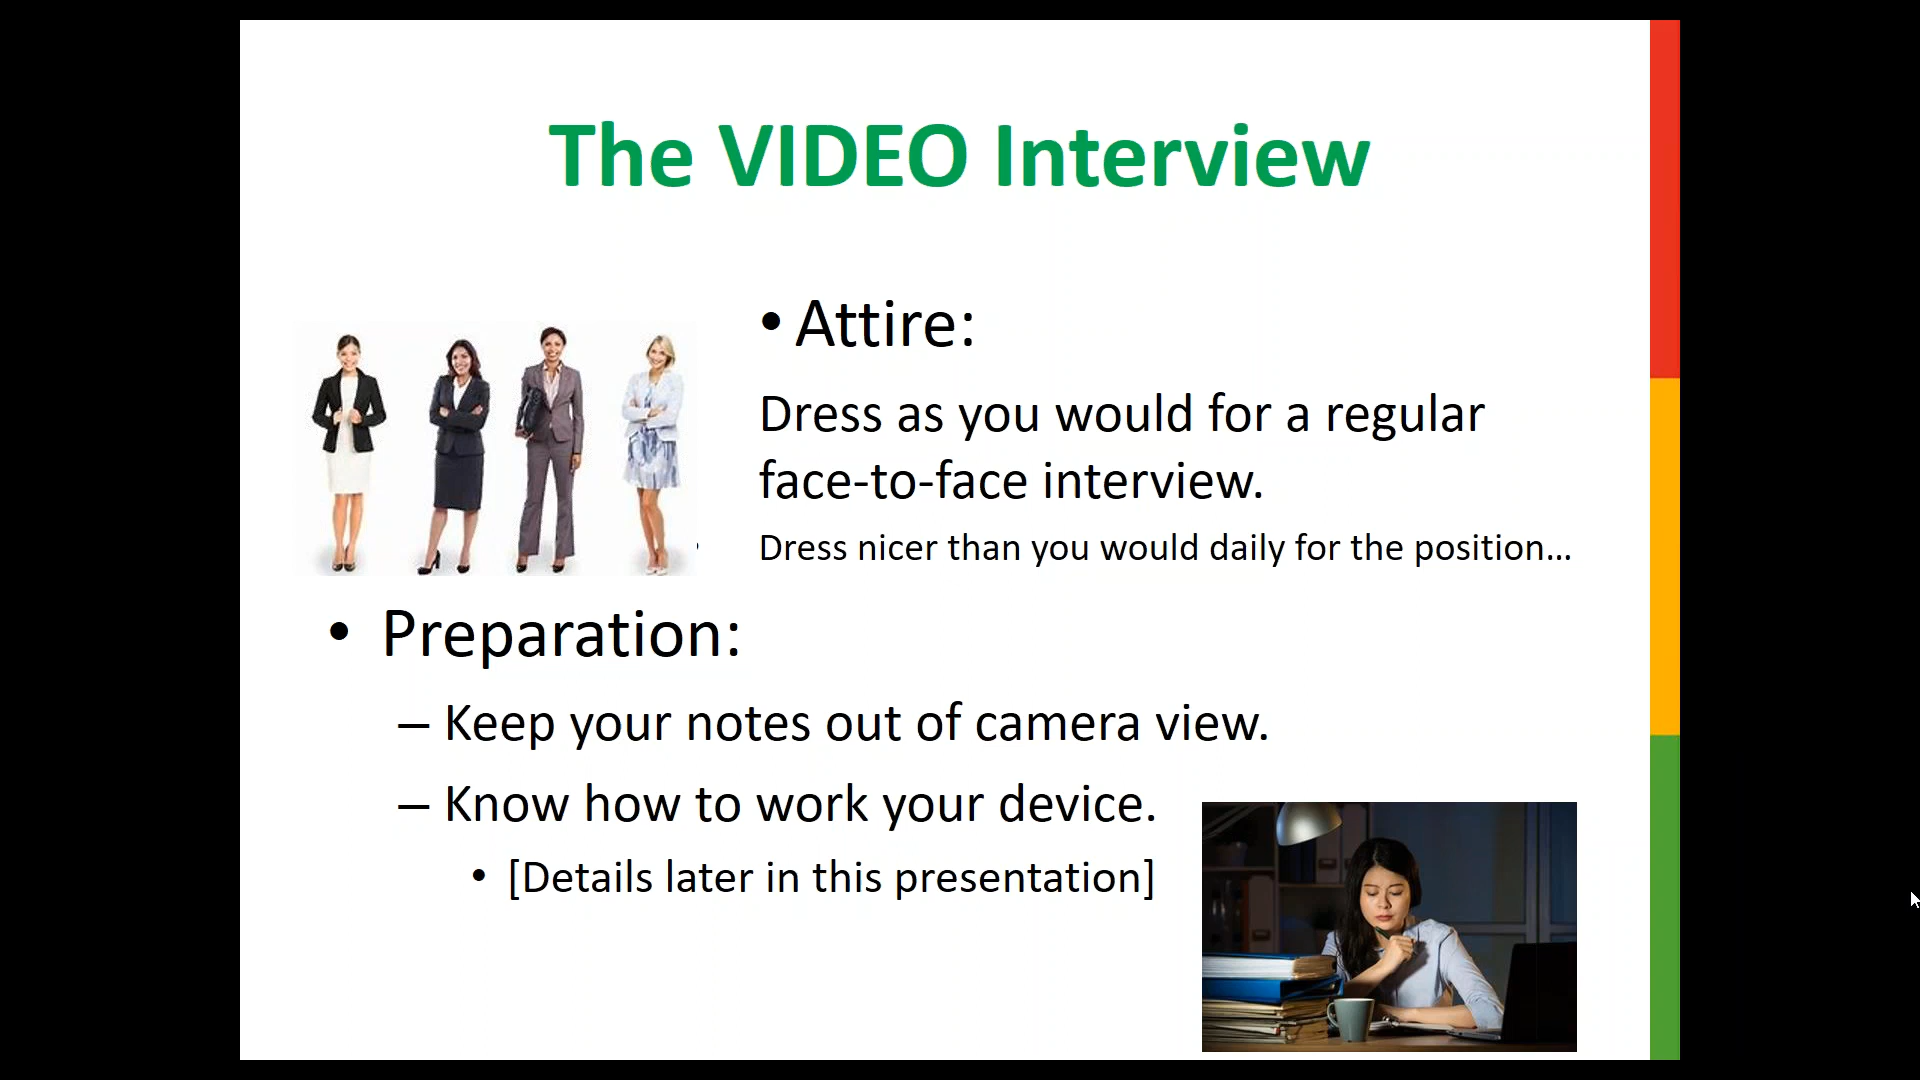 The VIDEO Interview
• Attire:
Dress as you would for a regular
face-to-face interview.
Dress nicer than you would daily for the position...
• Preparation:
– Keep your notes out of camera view.
– Know how to work your device.
• [Details later in this presentation]